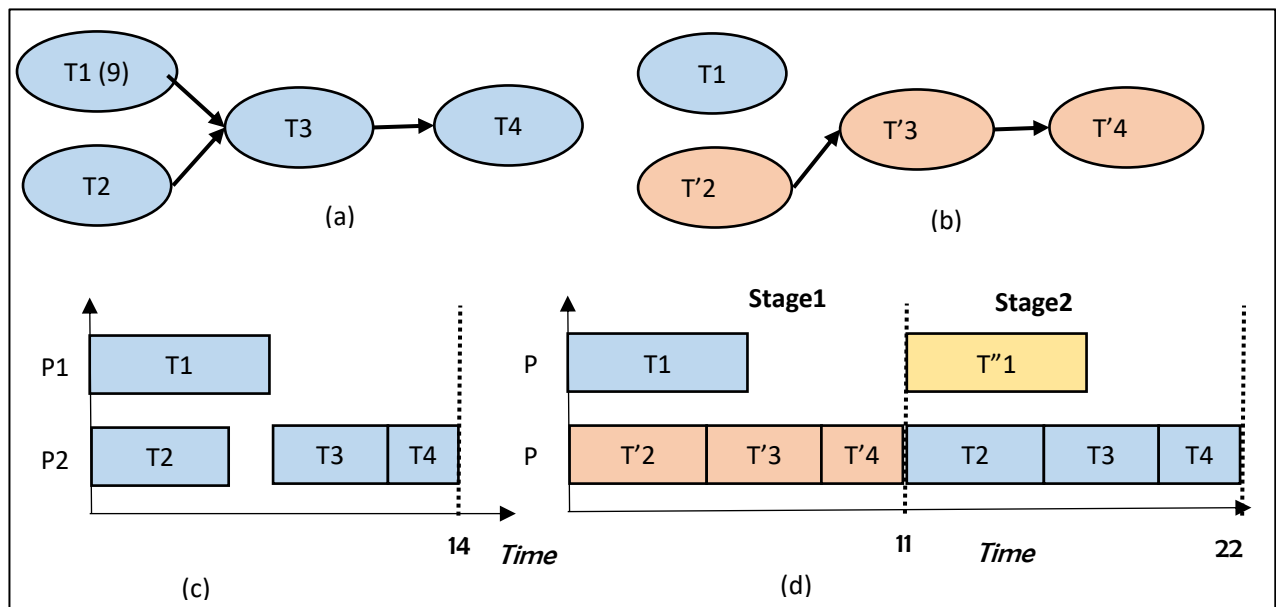 T1 (9)
T2
T3
T4
(a)
T1
T'2
T'3
T'4
(b)
P1
T1
P2
T2
T3
T4
14
Time
(c)
Stage1
Stage2
P
T1
T"1
P
T'2
T'3
T'4
T2
T3
T4
11
Time
22
(d)